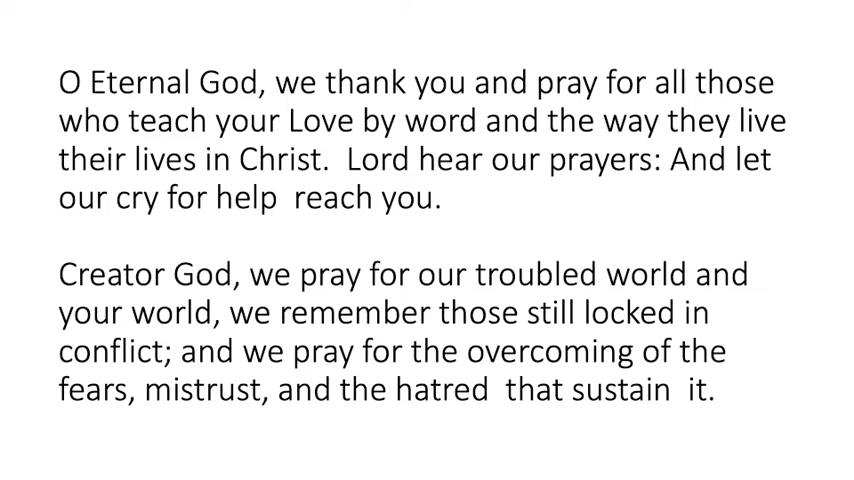 O Eternal God, we thank you and pray for all those
who teach your Love by word and the way they live
their lives in Christ.  Lord hear our prayers: And let
our cry for help  reach you.
Creator God, we pray for our troubled world and
your world, we remember those still locked in
conflict; and we pray for the overcoming of the
fears, mistrust, and the hatred  that sustain  it.